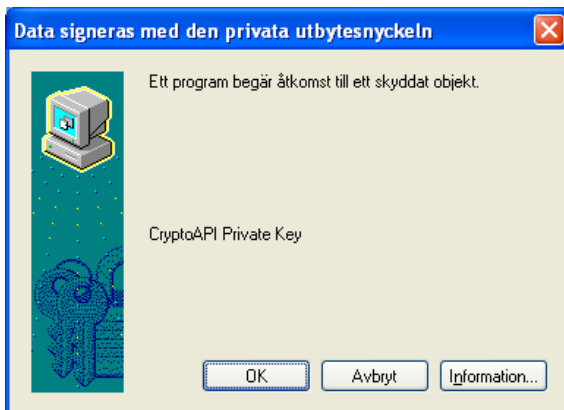 Data signeras med den privata utbytesnyckeln
Ett program begär åtkomst till ett skyddat objekt.
CryptoAPI Private Key
OK Avbryt Information...